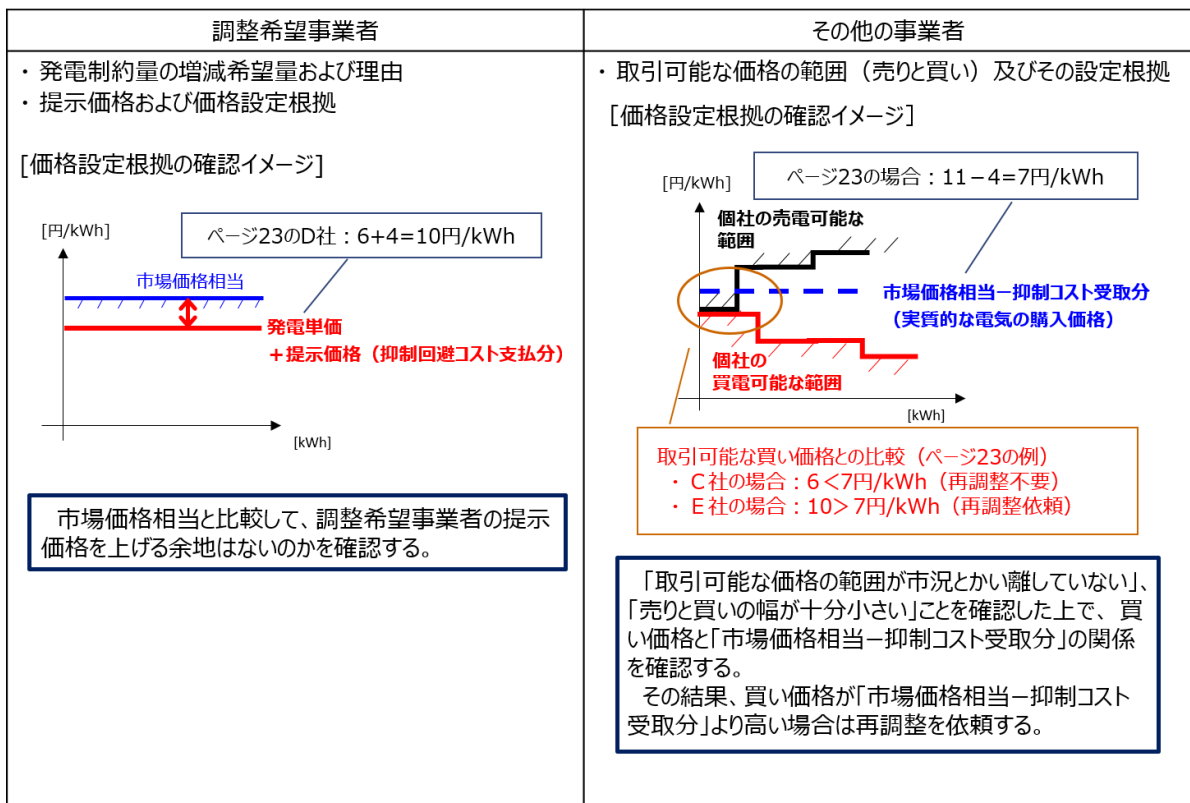 調整希望事業者
・ 発電制約量の増減希望量および理由
・ 提示価格および価格設定根拠
[価格設定根拠の確認イメージ]
[円/kWh]
ページ23のD社：6+4=10円/kWh
市場価格相当
発電単価
＋提示価格（抑制回避コスト支払分）
[kWh]
市場価格相当と比較して、調整希望事業者の提示
価格を上げる余地はないのかを確認する。
その他の事業者
・ 取引可能な価格の範囲（売りと買い）及びその設定根拠
［価格設定根拠の確認イメージ］
[円/kWh]
ページ23の場合：11－4=7円/kWh
個社の売電可能な
範囲
市場価格相当－抑制コスト受取分
（実質的な電気の購入価格）
個社の
買電可能な範囲
[kWh]
取引可能な買い価格との比較（ページ23の例）
・ C社の場合：6＜7円/kWh（再調整不要）
・ E社の場合：10＞7円/kWh（再調整依頼）
「取引可能な価格の範囲が市況とかい離していない」、
「売りと買いの幅が十分小さい」ことを確認した上で、買
い価格と「市場価格相当－抑制コスト受取分」の関係
を確認する。
その結果、買い価格が「市場価格相当－抑制コスト
受取分」より高い場合は再調整を依頼する。